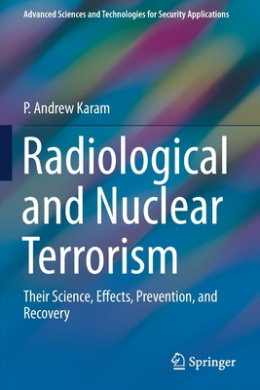 Advanced Sciences and Technologies for Security Applications
P. Andrew Karam
Radiological
and Nuclear
Terrorism
Their Science, Effects, Prevention, and
Recovery
Springer